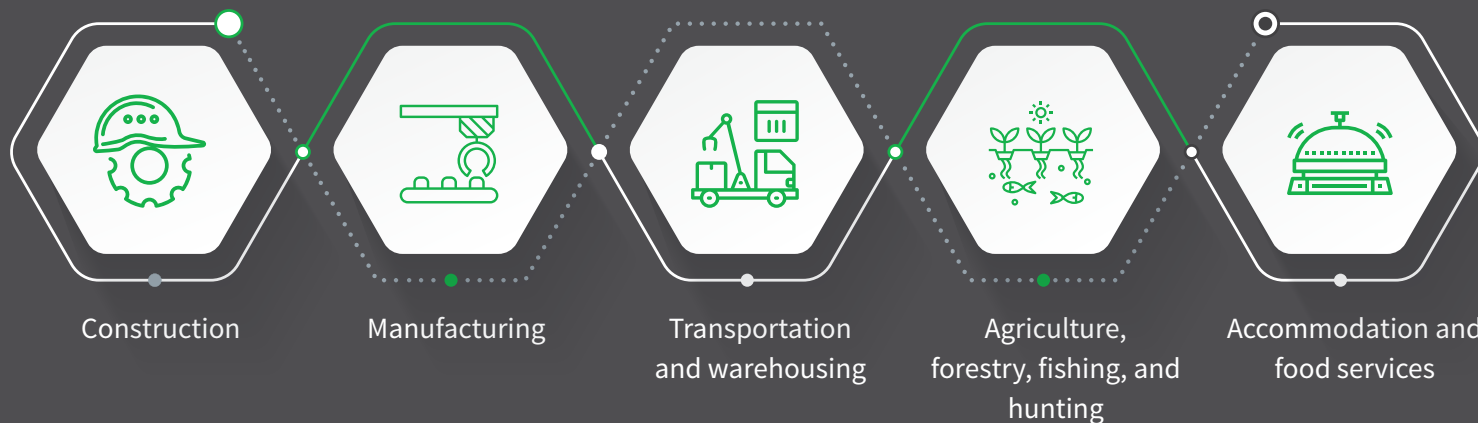 Construction
Manufacturing
Transportation
and warehousing
Agriculture,
forestry, fishing, and
hunting
Accommodation and
food services